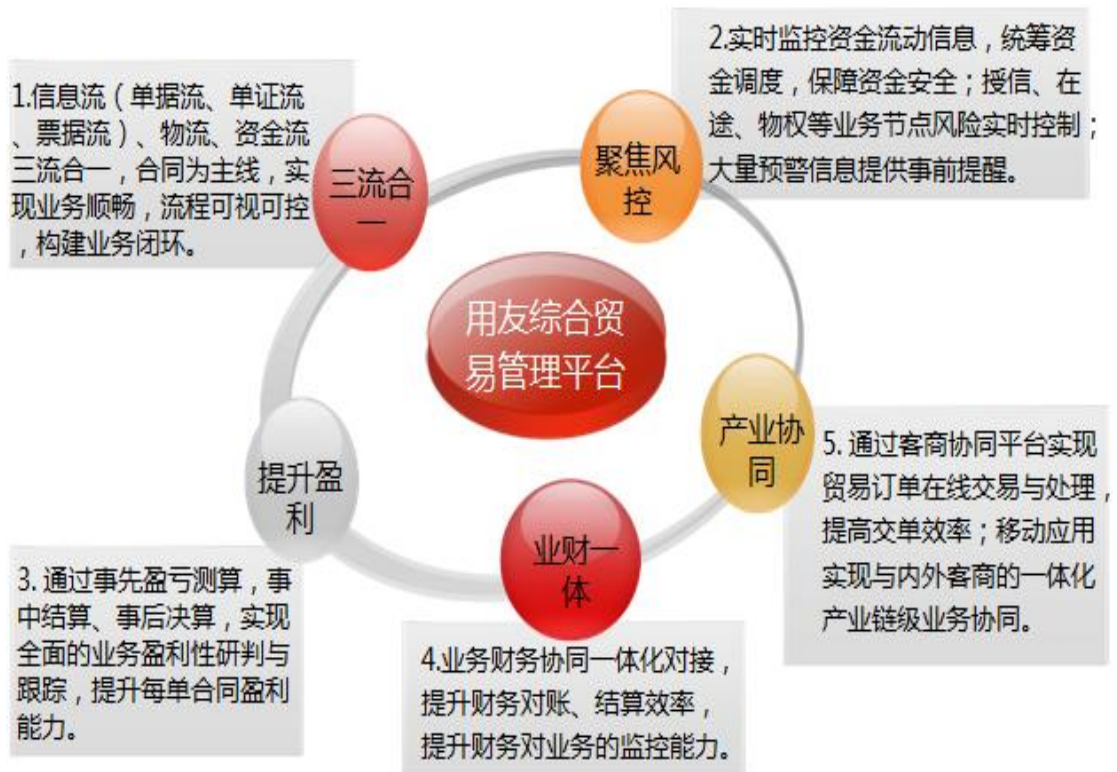 1.信息流（单据流、单证流
、票据流）、物流、资金流
三流合一，合同为主线，实
现业务顺畅，流程可视可控
，构建业务闭环。
三流合
一
2.实时监控资金流动信息，统筹资
金调度，保障资金安全；授信、在
途、物权等业务节点风险实时控制；
大量预警信息提供事前提醒。
聚焦风
控
用友综合贸
易管理平台
提升盈
利
3. 通过事先盈亏测算，事
中结算、事后决算，实现
全面的业务盈利性研判与
跟踪，提升每单合同盈利
能力。
业财一
体
4.业务财务协同一体化对接，
提升财务对账、结算效率，
提升财务对业务的监控能力。
产业协
同
5. 通过客商协同平台实现
贸易订单在线交易与处理，
提高交单效率；移动应用
实现与内外客商的一体化
产业链级业务协同。